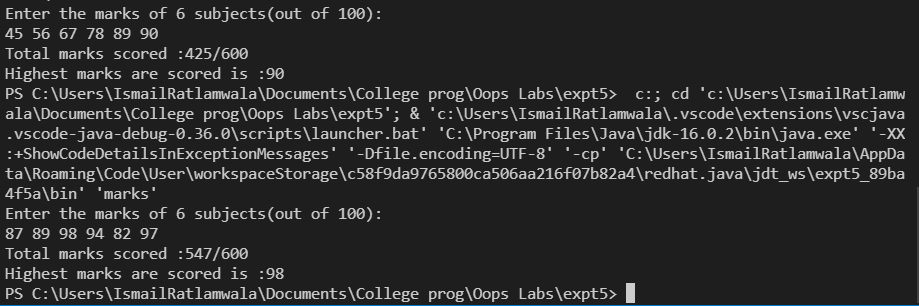 Enter the marks of 6 subjects(out of 100):
45 56 67 78 89 90
Total marks scored :425/600
Highest marks are scored is :90
PS C:\Users\IsmailRatlamwala\Documents\College prog\Oops Labs\expt5>  c:; cd 'c:\Users\IsmailRatlamw
ala\Documents\College prog\Oops Labs\expt5'; & 'c:\Users\IsmailRatlamwala\.vscode\extensions\vscjava
.vscode-java-debug-0.36.0\scripts\launcher.bat' 'C:\Program Files\Java\jdk-16.0.2\bin\java.exe' '-XX
:+ShowCodeDetailsInExceptionMessages' '-Dfile.encoding=UTF-8' '-cp' 'C:\Users\IsmailRatlamwala\AppDa
ta\Roaming\Code\User\workspaceStorage\c58f9da9765800ca506aa216f07b82a4\redhat.java\jdt_ws\expt5_89ba
4f5a\bin' 'marks'
Enter the marks of 6 subjects(out of 100):
87 89 98 94 82 97
Total marks scored :547/600
Highest marks are scored is :98
PS C:\Users\IsmailRatlamwala\Documents\College prog\Oops Labs\expt5>